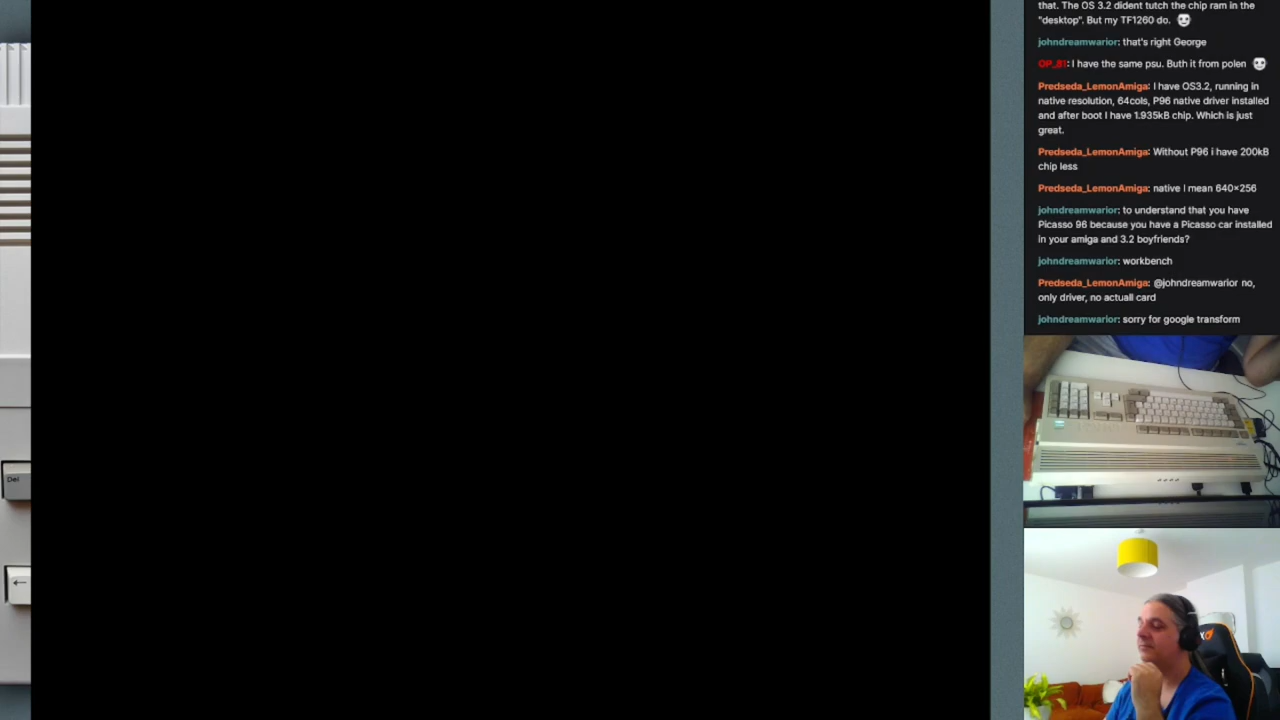 that. The OS 3.2 dident tutch the chip ram in the
"desktop". But my TF1260 do.
johndreamwarior: that's right George
OP_81: I have the same psu. Buth it from polen
Predseda_LemonAmiga: I have OS3.2, running in
native resolution, 64cols, P96 native driver installed
and after boot I have 1.935kB chip. Which is just
great.
Predseda_LemonAmiga: Without P96 i have 200kB
chip less
Predseda_LemonAmiga: native I mean 640×256
johndreamwarior: to understand that you have
Picasso 96 because you have a Picasso car installed
in your amiga and 3.2 boyfriends?
johndreamwarior: workbench
Predseda_LemonAmiga: @johndreamwarior no,
only driver, no actuall card
johndreamwarior: sorry for google transform
Del
←